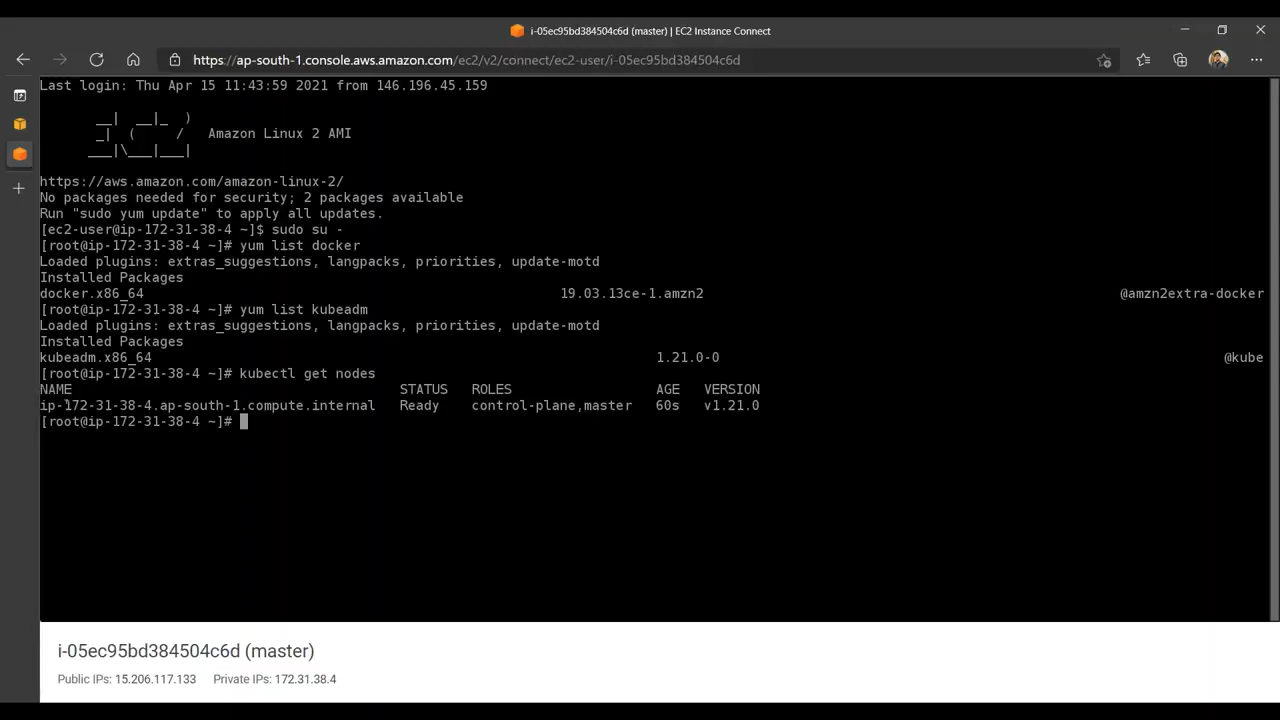 i-05ec95bd384504c6d (master) | EC2 Instance Connect
https://ap-south-1.console.aws.amazon.com/ec2/v2/connect/ec2-user/i-05ec95bd384504c6d
Last login: Thu Apr 15 11:43:59 2021 from 146.196.45.159
__|  __|_  )
_|  (     /   Amazon Linux 2 AMI
___|\___|___|
https://aws.amazon.com/amazon-linux-2/
No packages needed for security; 2 packages available
Run "sudo yum update" to apply all updates.
[ec2-user@ip-172-31-38-4 ~]$ sudo su -
[root@ip-172-31-38-4 ~]# yum list docker
Loaded plugins: extras_suggestions, langpacks, priorities, update-motd
Installed Packages
docker.x86_64 19.03.13ce-1.amzn2 @amzn2extra-docker
[root@ip-172-31-38-4 ~]# yum list kubeadm
Loaded plugins: extras_suggestions, langpacks, priorities, update-motd
Installed Packages
kubeadm.x86_64 1.21.0-0 @kube
[root@ip-172-31-38-4 ~]# kubectl get nodes
NAME STATUS ROLES AGE VERSION
ip-172-31-38-4.ap-south-1.compute.internal Ready control-plane,master 60s v1.21.0
[root@ip-172-31-38-4 ~]#
i-05ec95bd384504c6d (master)
Public IPs: 15.206.117.133 Private IPs: 172.31.38.4